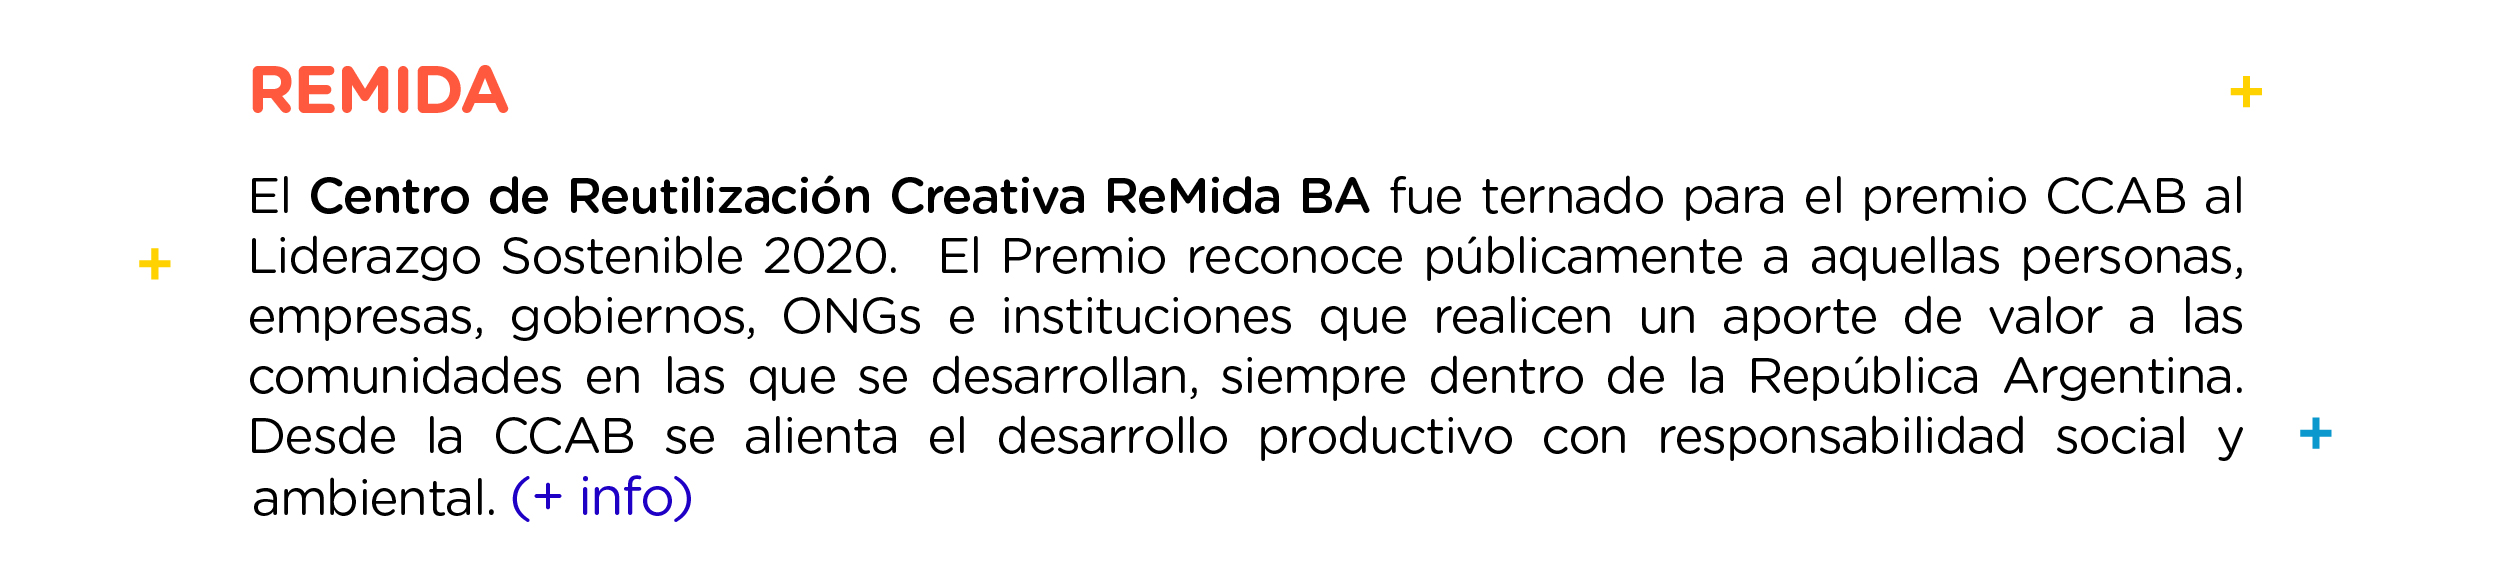 REMIDA
El Centro de Reutilización Creativa ReMida BA fue ternado para el premio CCAB al
Liderazgo Sostenible 2020. El Premio reconoce públicamente a aquellas personas,
empresas, gobiernos, ONGs e instituciones que realicen un aporte de valor a las
comunidades en las que se desarrollan, siempre dentro de la República Argentina.
Desde la CCAB se alienta el desarrollo productivo con responsabilidad social y
ambiental. (+ info)